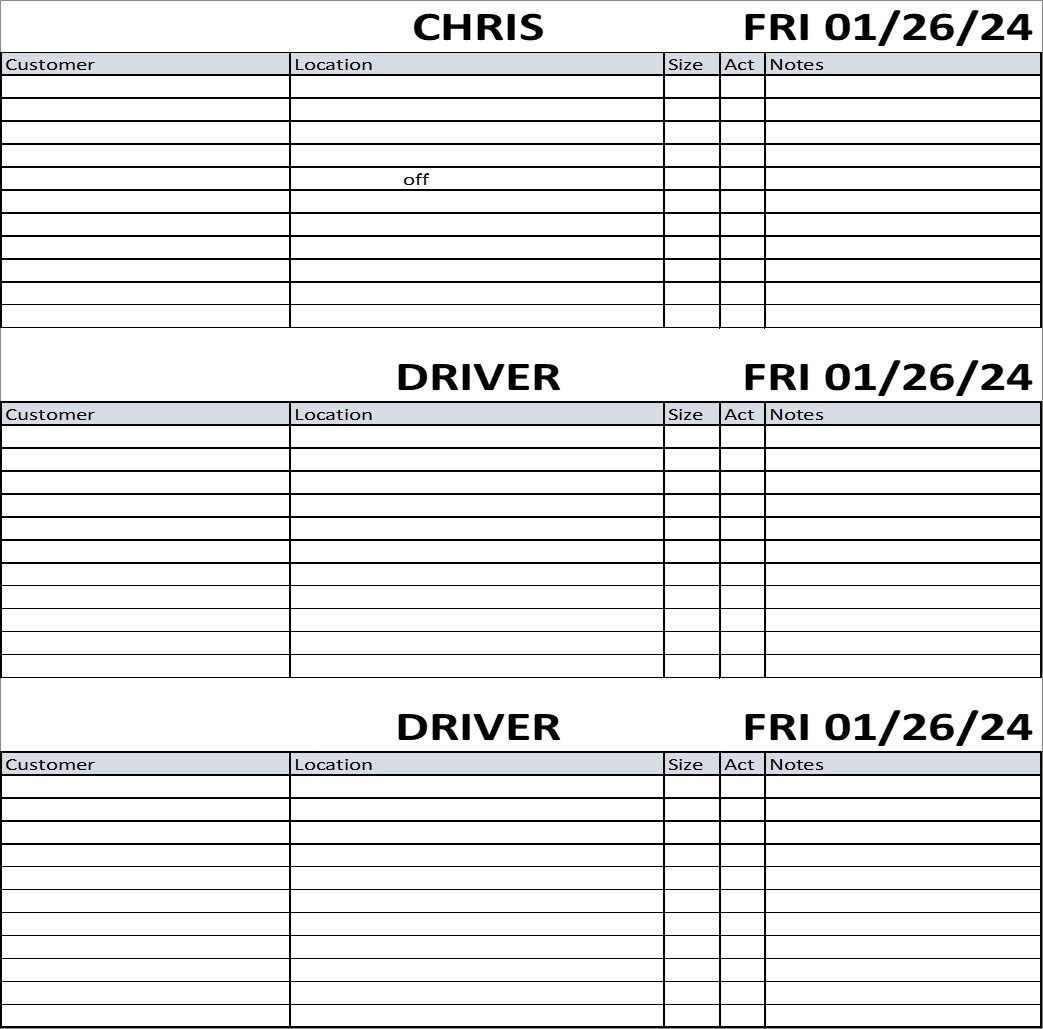 CHRIS FRI 01/26/24
Customer Location Size Act Notes
off
DRIVER FRI 01/26/24
Customer Location Size Act Notes
DRIVER FRI 01/26/24
Customer Location Size Act Notes